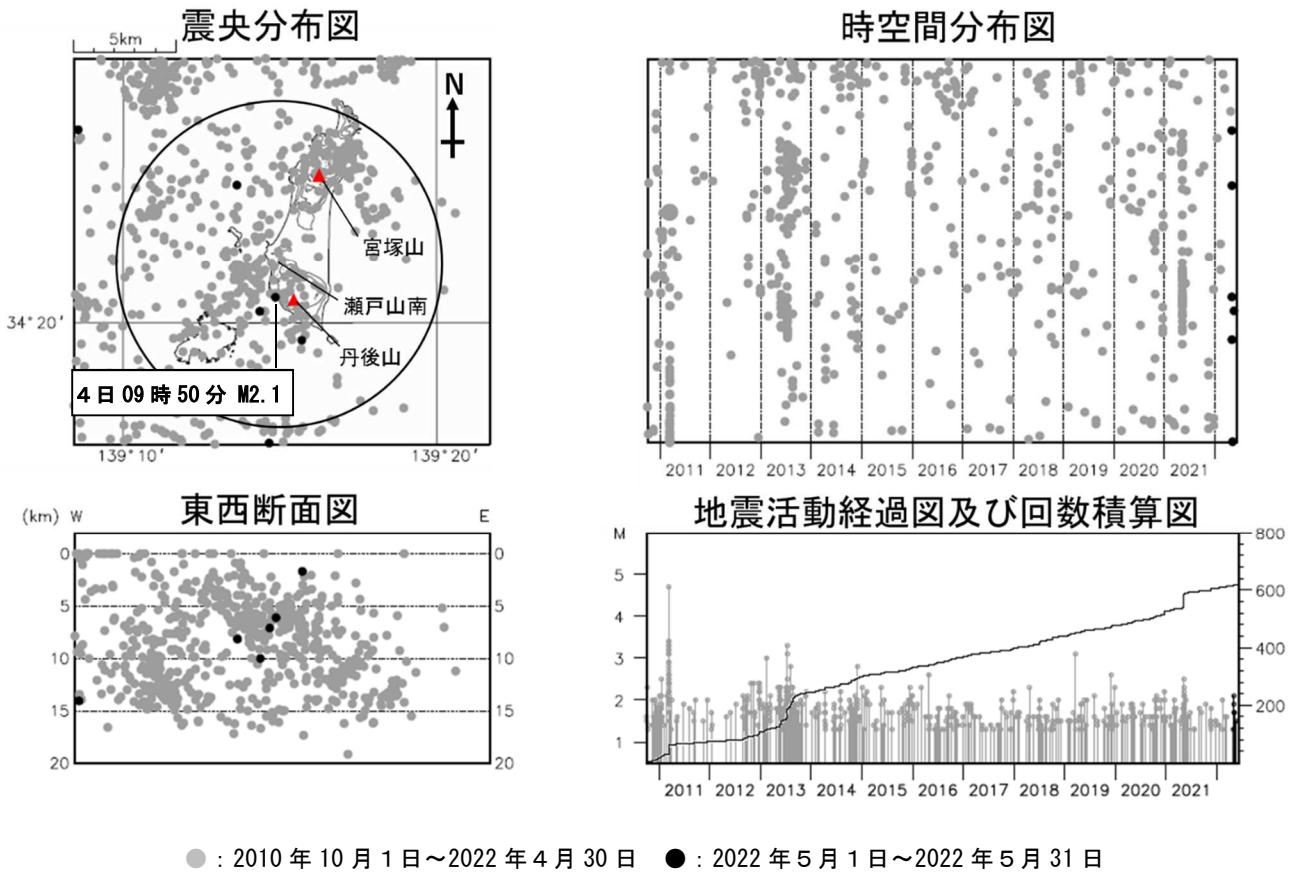 震央分布図
5km
N
宮塚山
瀬戸山南
丹後山
34°20′
4日09時50分 M2.1
139°10′
139°20′
時空間分布図
2011 2012 2013 2014 2015 2016 2017 2018 2019 2020 2021
東西断面図
(km) W
E
0
5
10
15
20
0
5
10
15
20
地震活動経過図及び回数積算図
M
5
4
3
2
1
800
600
400
200
2011 2012 2013 2014 2015 2016 2017 2018 2019 2020 2021
●：2010年10月1日～2022年4月30日 ●：2022年5月1日～2022年5月31日